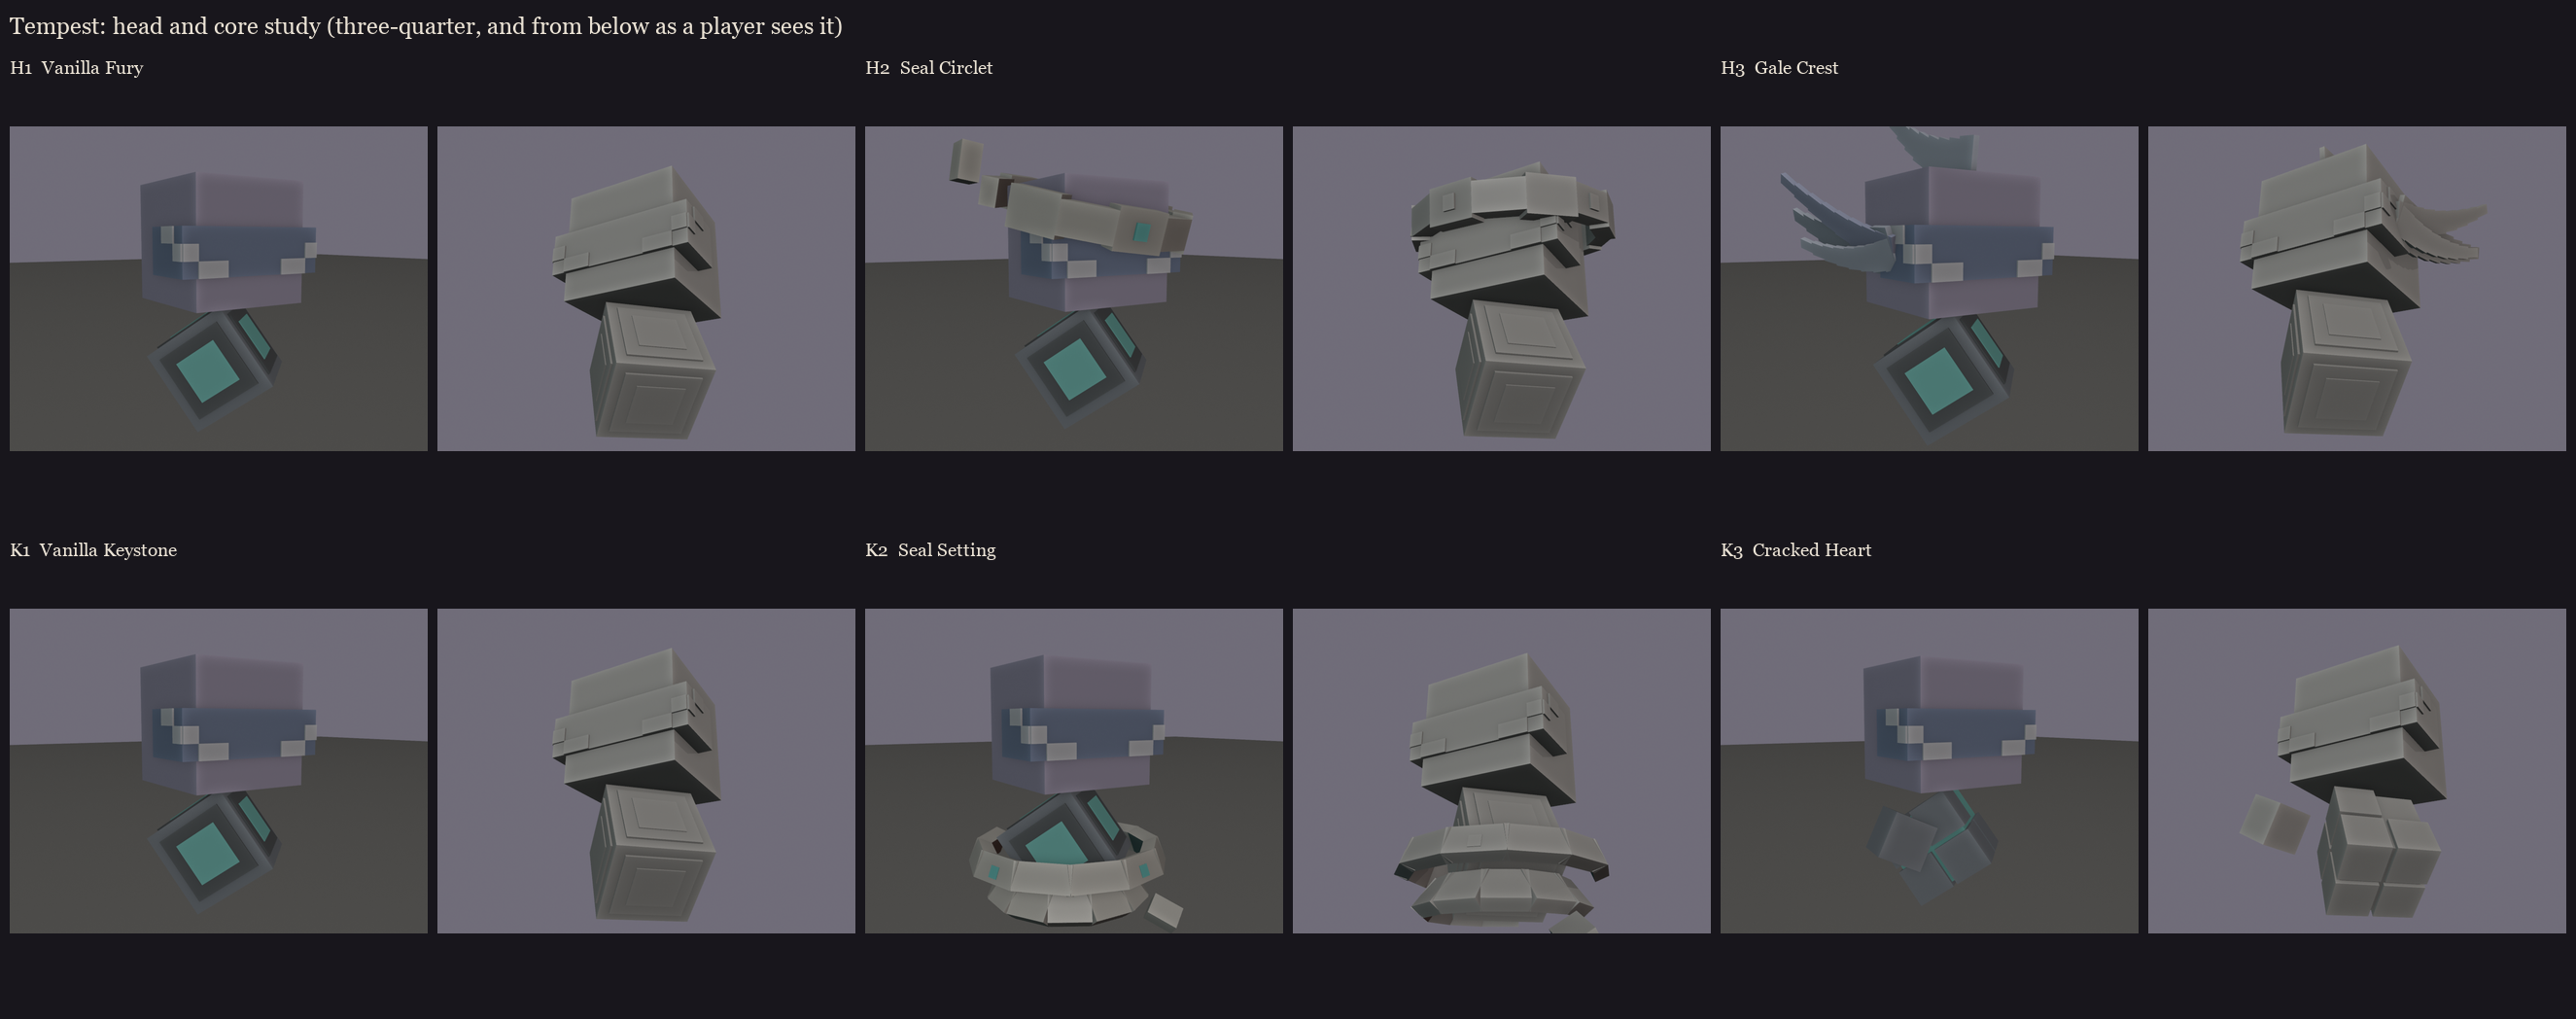 Tempest: head and core study (three-quarter, and from below as a player sees it)
H1 Vanilla Fury
H2 Seal Circlet
H3 Gale Crest
K1 Vanilla Keystone
K2 Seal Setting
K3 Cracked Heart